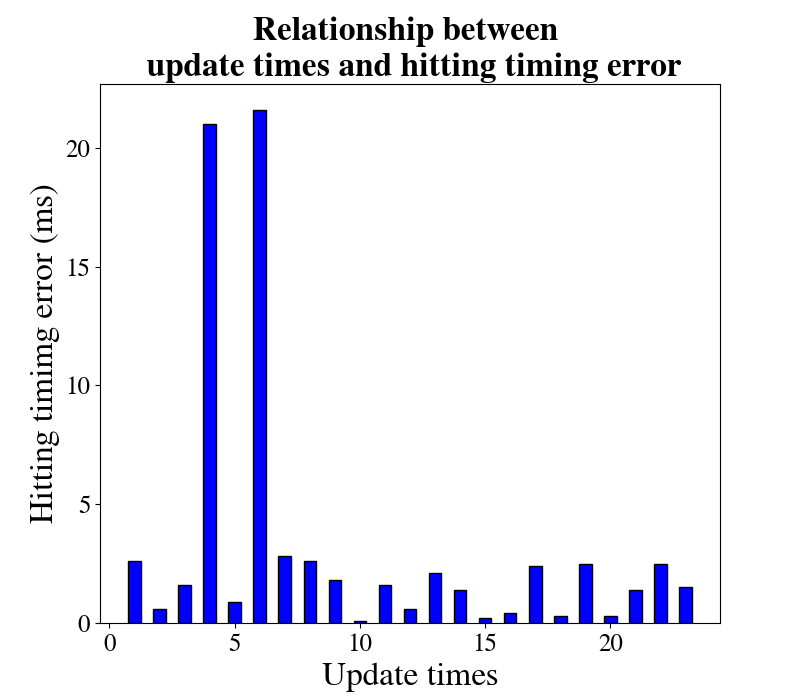 Relationship between
update times and hitting timing error
Hitting timimg error (ms)
20
15
10
5
0
0 5 10 15 20
Update times